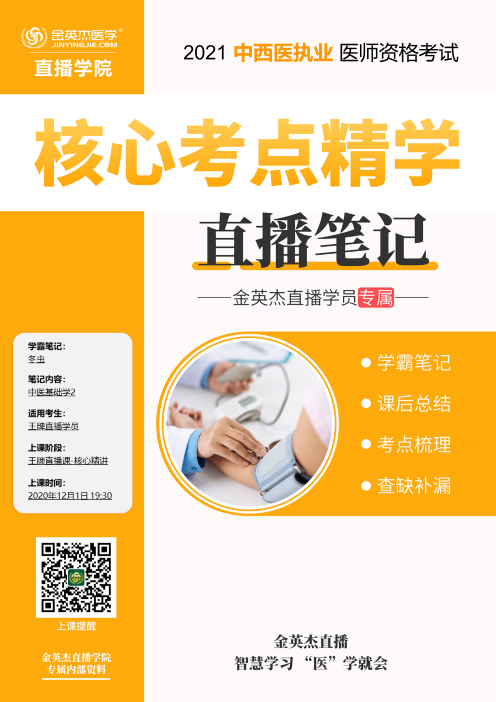 金英杰医学
JINYINGJIE.COM
直播学院
2021 中西医执业 医师资格考试
核心考点精学
直播笔记
金英杰直播学员专属
学霸笔记：
冬虫
笔记内容：
中医基础学2
适用考生：
王牌直播学员
上课阶段：
王牌直播课-核心精讲
上课时间：
2020年12月1日 19:30
学霸笔记
课后总结
考点梳理
查缺补漏
上课提醒
金英杰直播学院
专属内部资料
金英杰直播
智慧学习 “医”学就会